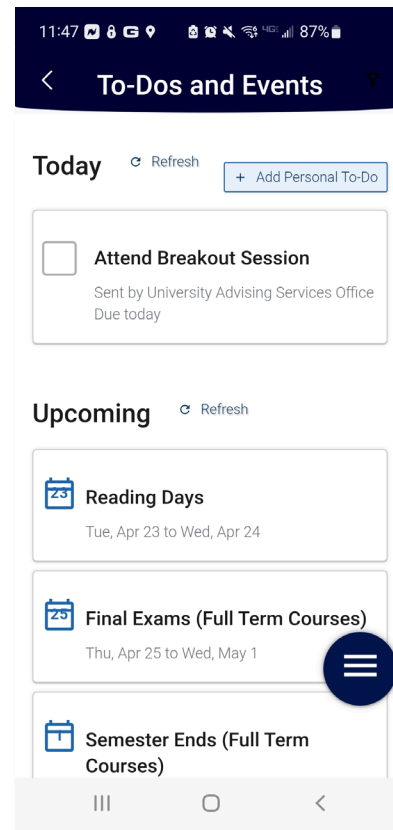 11:47 87%
To-Dos and Events
Today Refresh
+ Add Personal To-Do
Attend Breakout Session
Sent by University Advising Services Office
Due today
Upcoming Refresh
23 Reading Days
Tue, Apr 23 to Wed, Apr 24
25 Final Exams (Full Term Courses)
Thu, Apr 25 to Wed, May 1
1 Semester Ends (Full Term
Courses)